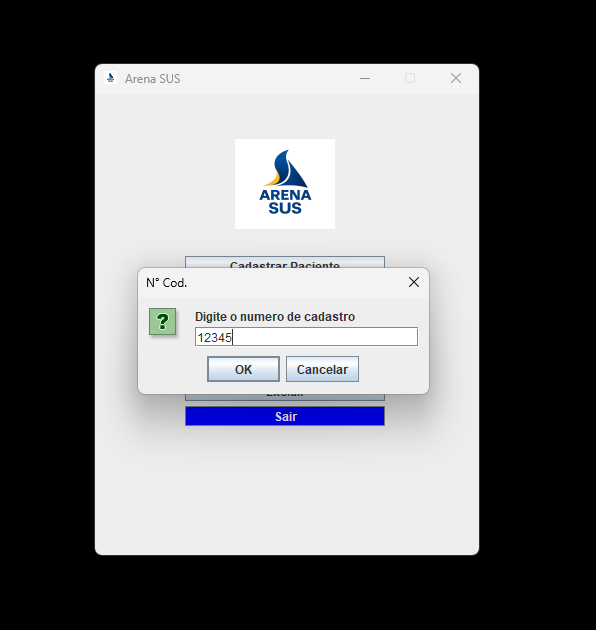 Arena SUS
ARENA
SUS
Cadastrar Paciente
N° Cod.
Digite o numero de cadastro
12345
OK Cancelar
Excluir
Sair